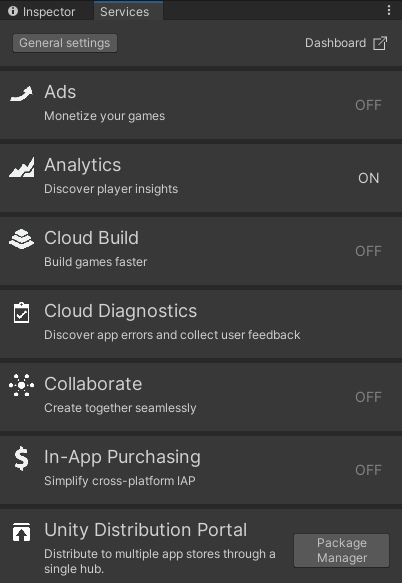 Inspector Services
General settings Dashboard
Ads
Monetize your games
OFF
Analytics
Discover player insights
ON
Cloud Build
Build games faster
OFF
Cloud Diagnostics
Discover app errors and collect user feedback
Collaborate
Create together seamlessly
OFF
In-App Purchasing
Simplify cross-platform IAP
OFF
Unity Distribution Portal
Distribute to multiple app stores through a
single hub.
Package
Manager